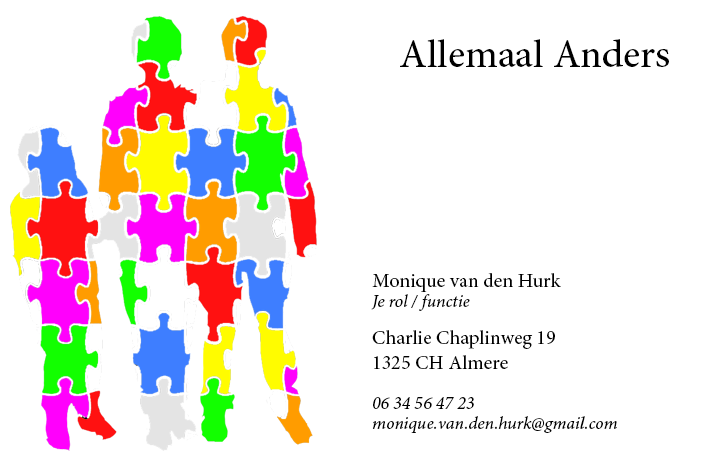 Allemaal Anders
Monique van den Hurk
Je rol / functie
Charlie Chaplinweg 19
1325 CH Almere
06 34 56 47 23
monique.van.den.hurk@gmail.com